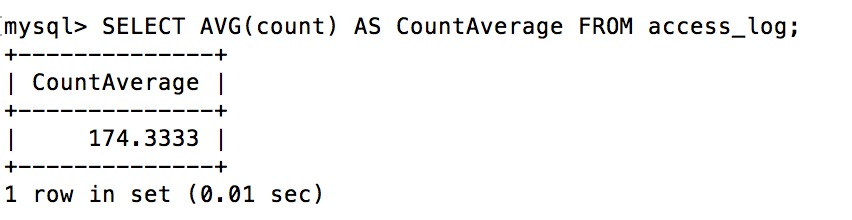 mysql> SELECT AVG(count) AS CountAverage FROM access_log;
+--------------+
| CountAverage |
+--------------+
|     174.3333 |
+--------------+
1 row in set (0.01 sec)